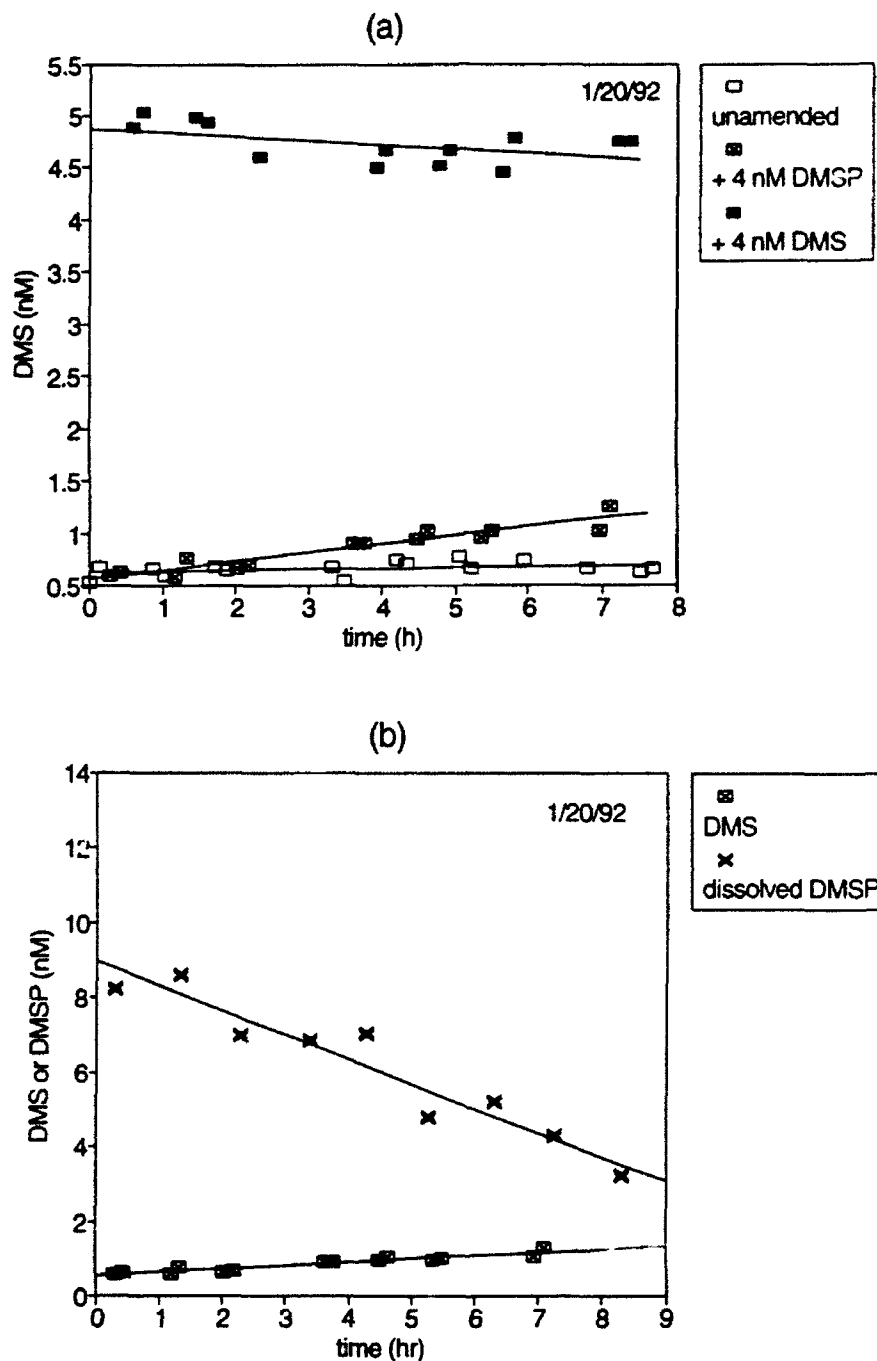 (a)
5.5
5
4.5
4
3.5
3
2.5
2
1.5
1
0.5
DMS (nM)
0 1 2 3 4 5 6 7 8
time (h)
1/20/92
unamended
+ 4 nM DMSP
+ 4 nM DMS
(b)
14
12
10
8
6
4
2
0
DMS or DMSP (nM)
0 1 2 3 4 5 6 7 8 9
time (hr)
1/20/92
DMS
dissolved DMSP